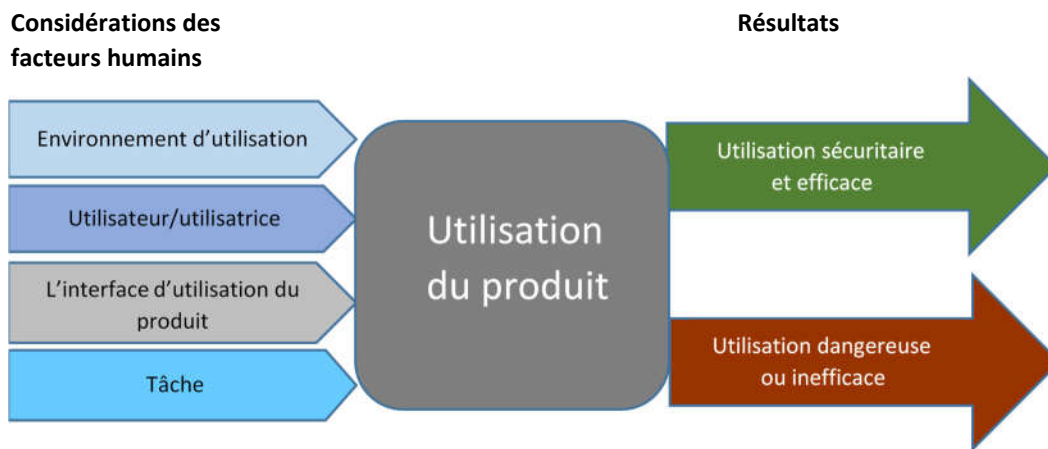 Considérations des
facteurs humains
Résultats
Environnement d'utilisation
Utilisateur/utilisatrice
L'interface d'utilisation du
produit
Tâche
Utilisation
du produit
Utilisation sécuritaire
et efficace
Utilisation dangereuse
ou inefficace